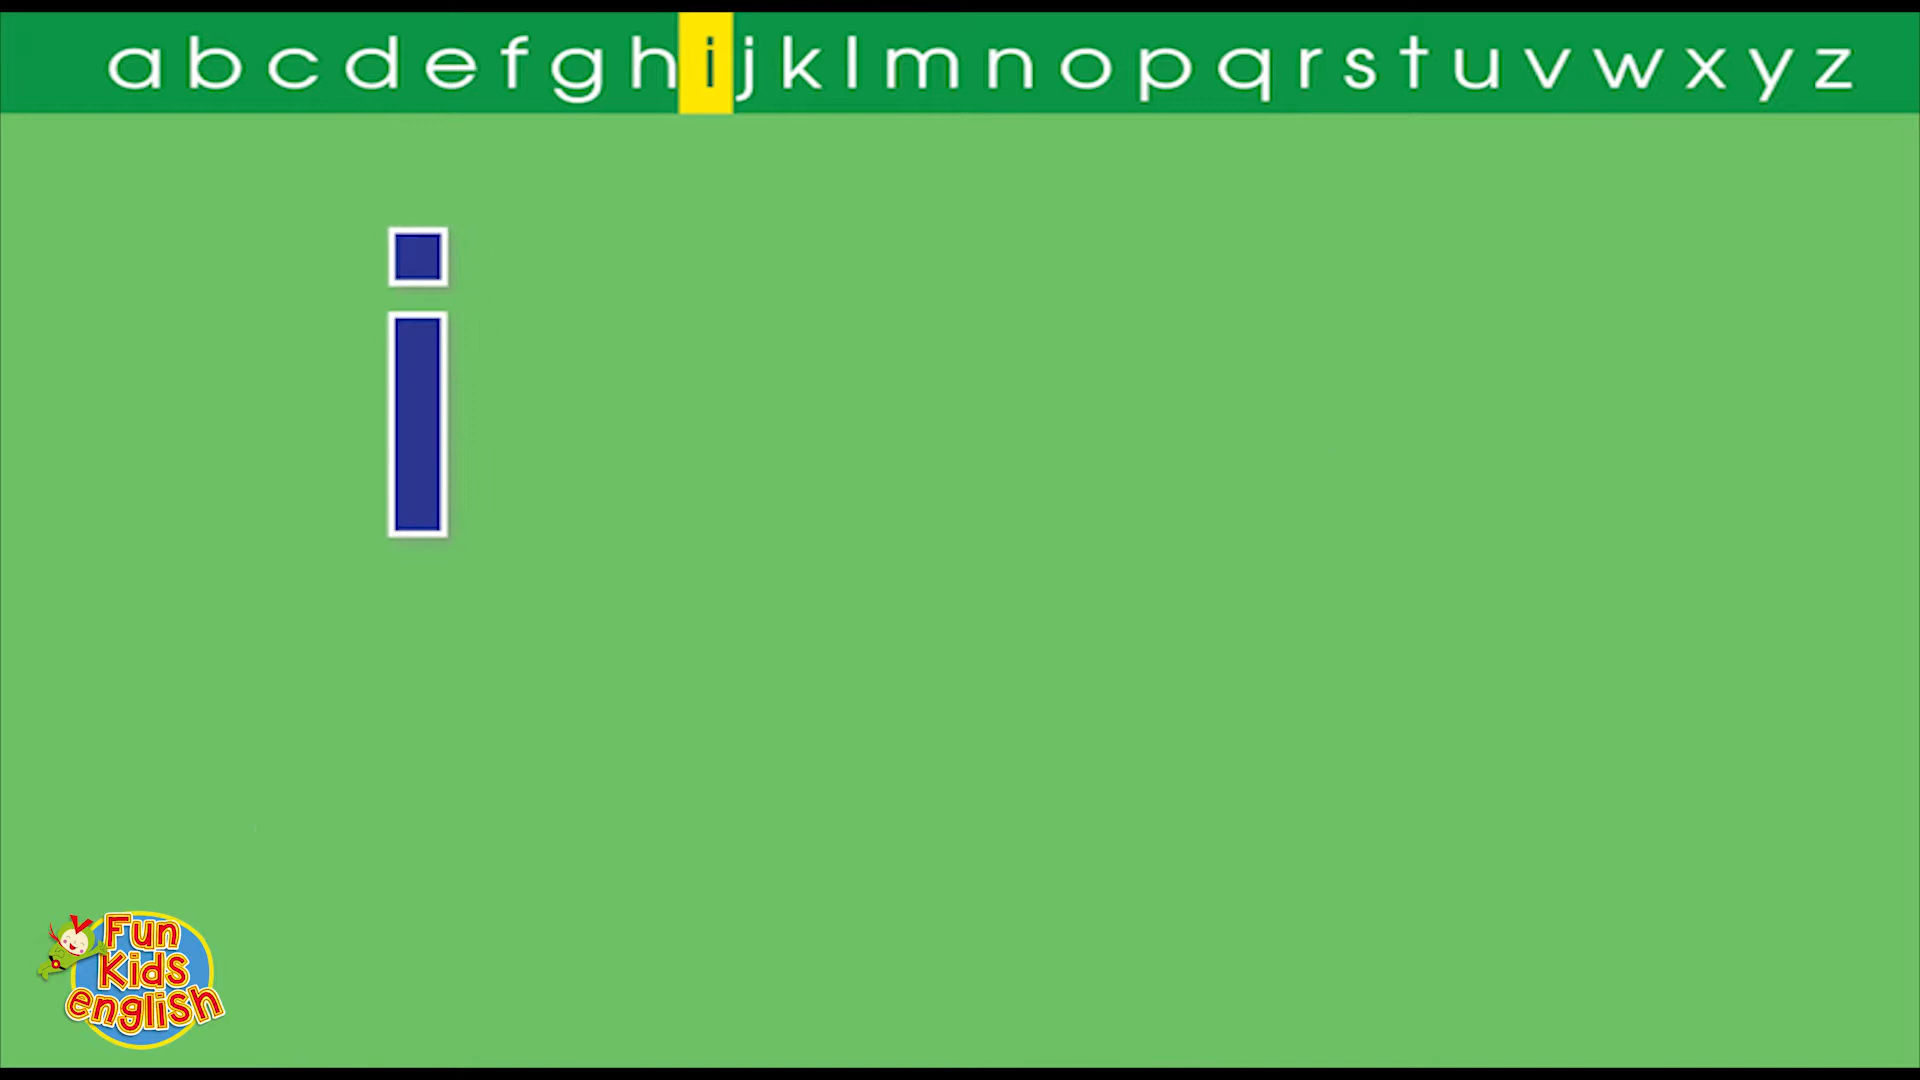 a b c d e f g h i j k l m n o p q r s t u v w x y z
i
Fun
Kids
english